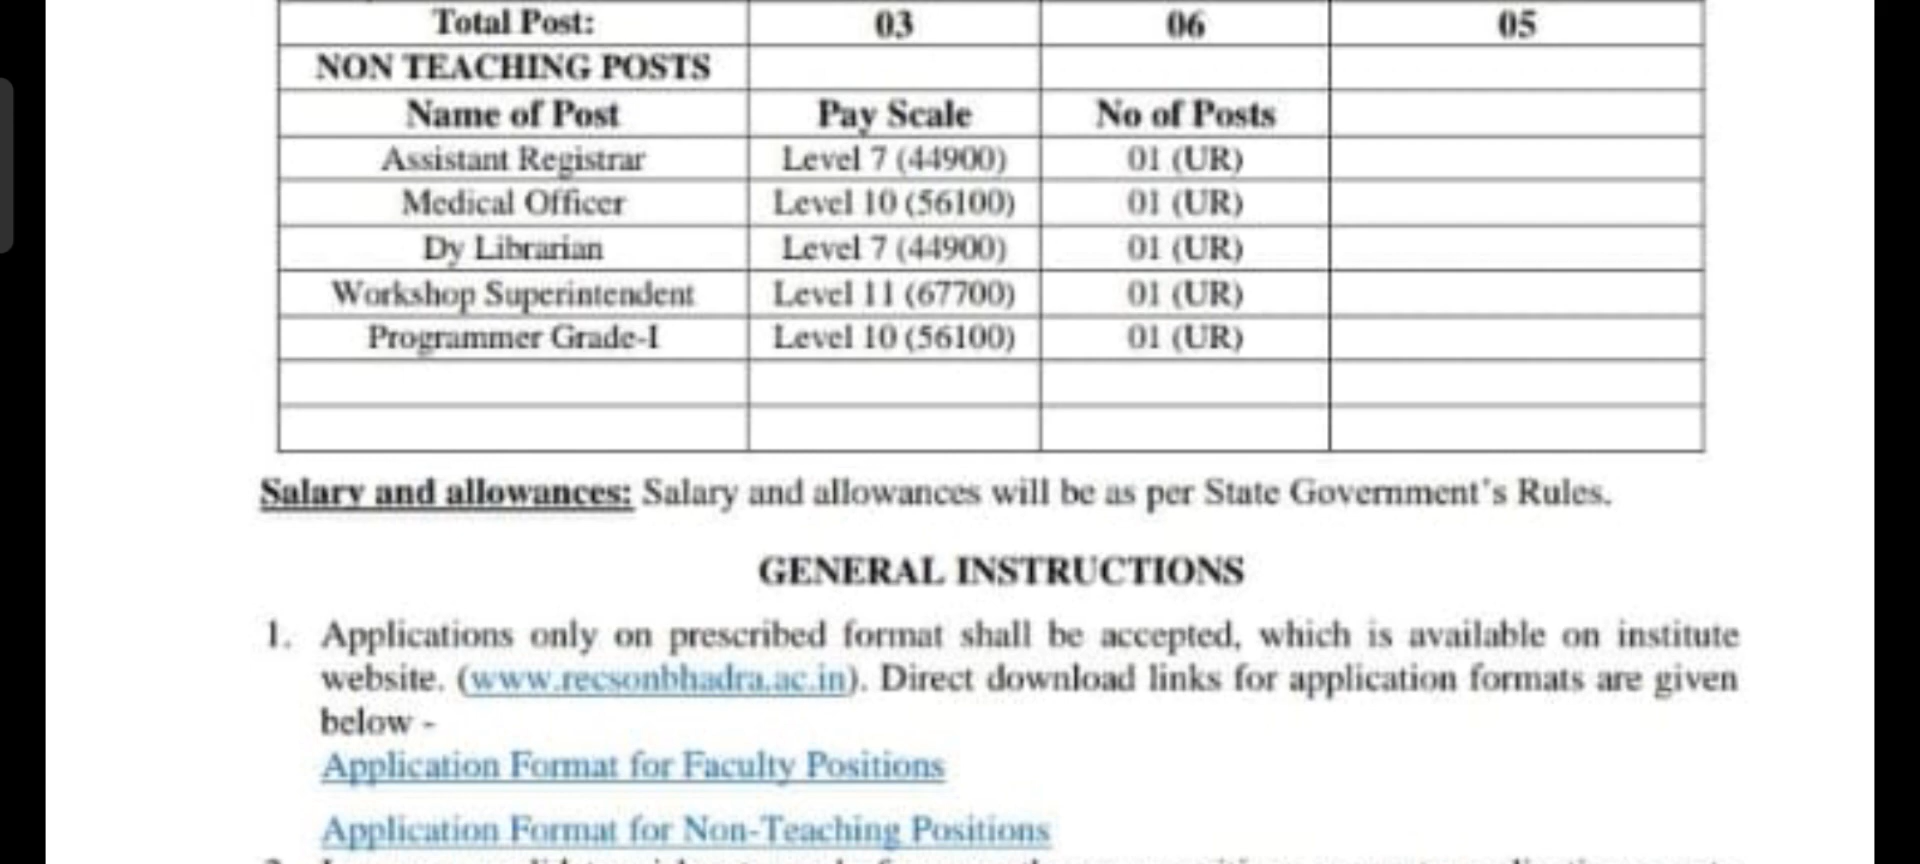 Total Post: 03 06 05
NON TEACHING POSTS
Name of Post Pay Scale No of Posts
Assistant Registrar Level 7 (44900) 01 (UR)
Medical Officer Level 10 (56100) 01 (UR)
Dy Librarian Level 7 (44900) 01 (UR)
Workshop Superintendent Level 11 (67700) 01 (UR)
Programmer Grade-I Level 10 (56100) 01 (UR)
Salary and allowances: Salary and allowances will be as per State Government's Rules.
GENERAL INSTRUCTIONS
1. Applications only on prescribed format shall be accepted, which is available on institute
website. (www.recsonbhadra.ac.in). Direct download links for application formats are given
below -
Application Format for Faculty Positions
Application Format for Non-Teaching Positions